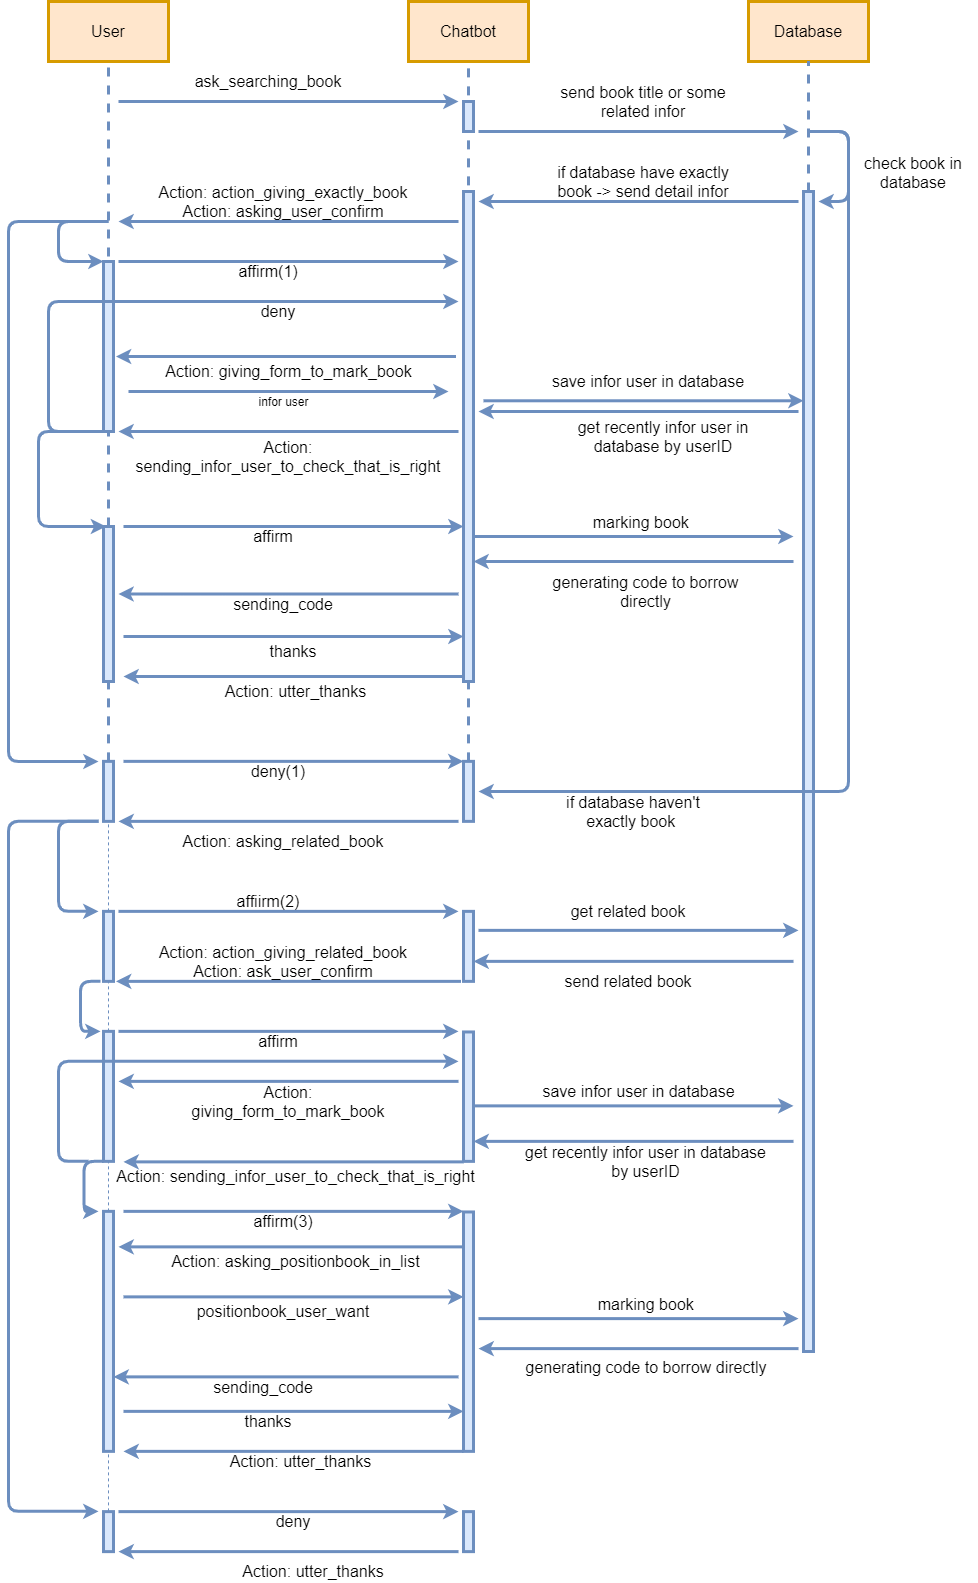 User
Chatbot
Database
ask_searching_book
send book title or some
related infor
check book in
database
if database have exactly
book -> send detail infor
Action: action_giving_exactly_book
Action: asking_user_confirm
affirm(1)
deny
Action: giving_form_to_mark_book
infor user
save infor user in database
get recently infor user in
database by userID
Action:
sending_infor_user_to_check_that_is_right
affirm
marking book
generating code to borrow
directly
sending_code
thanks
Action: utter_thanks
deny(1)
if database haven't
exactly book
Action: asking_related_book
affiirm(2)
get related book
Action: action_giving_related_book
Action: ask_user_confirm
send related book
affirm
Action:
giving_form_to_mark_book
save infor user in database
get recently infor user in database
by userID
Action: sending_infor_user_to_check_that_is_right
affirm(3)
Action: asking_positionbook_in_list
positionbook_user_want
marking book
generating code to borrow directly
sending_code
thanks
Action: utter_thanks
deny
Action: utter_thanks